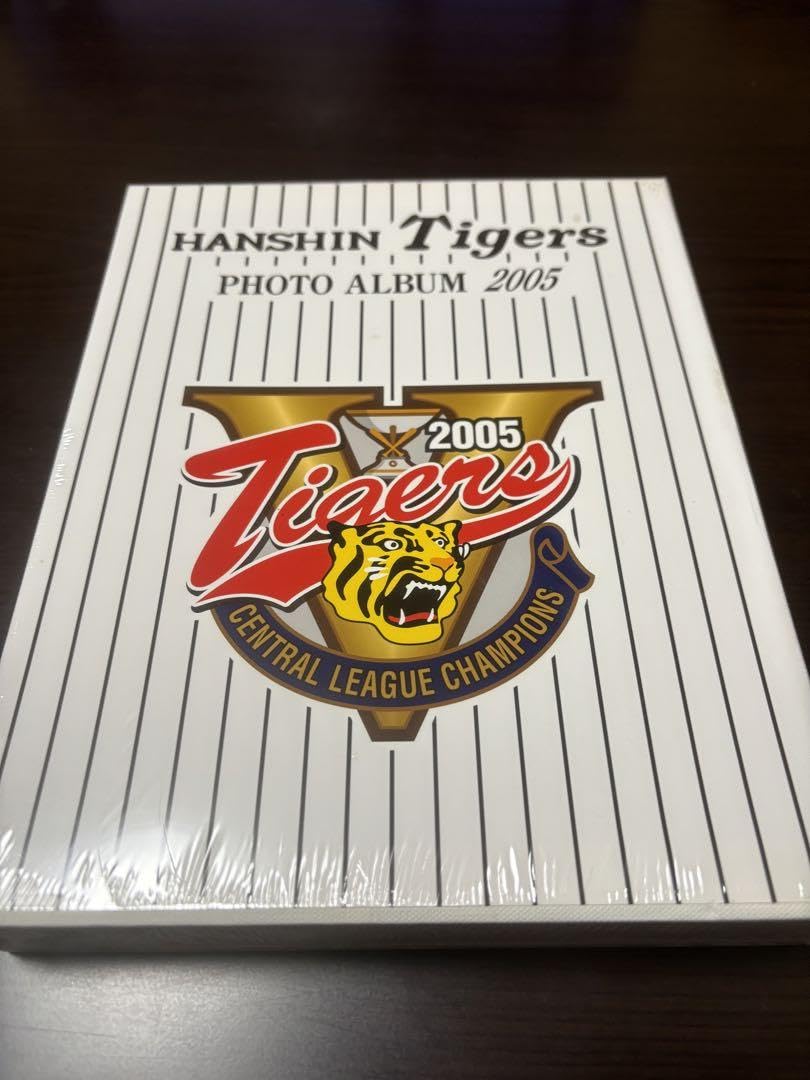 HANSHIN Tigers
PHOTO ALBUM 2005
2005
Tigers
CENTRAL LEAGUE CHAMPIONS